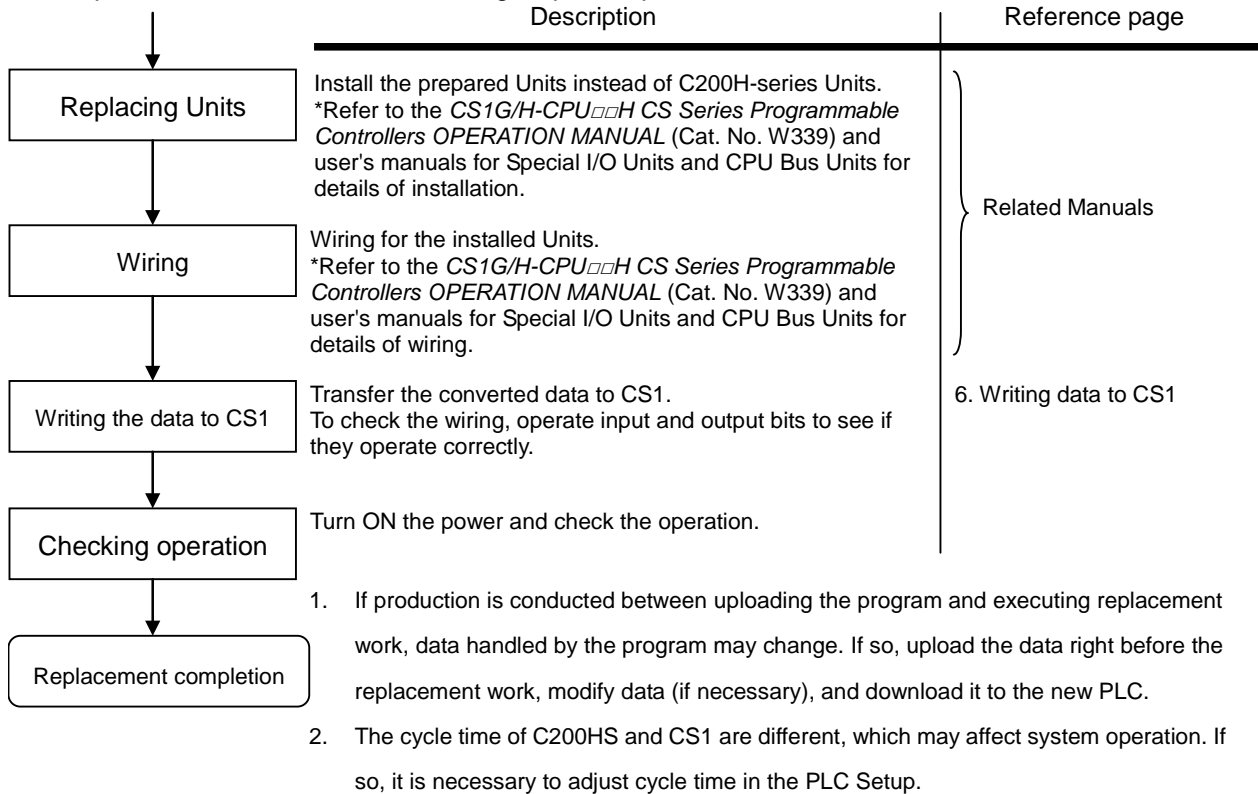 Description Reference page
Replacing Units
Install the prepared Units instead of C200H-series Units.
*Refer to the CS1G/H-CPU□□H CS Series Programmable
Controllers OPERATION MANUAL (Cat. No. W339) and
user's manuals for Special I/O Units and CPU Bus Units for
details of installation.
Related Manuals
Wiring
Wiring for the installed Units.
*Refer to the CS1G/H-CPU□□H CS Series Programmable
Controllers OPERATION MANUAL (Cat. No. W339) and
user's manuals for Special I/O Units and CPU Bus Units for
details of wiring.
Writing the data to CS1
Transfer the converted data to CS1.
To check the wiring, operate input and output bits to see if
they operate correctly.
6. Writing data to CS1
Checking operation
Turn ON the power and check the operation.
Replacement completion
1. If production is conducted between uploading the program and executing replacement
work, data handled by the program may change. If so, upload the data right before the
replacement work, modify data (if necessary), and download it to the new PLC.
2. The cycle time of C200HS and CS1 are different, which may affect system operation. If
so, it is necessary to adjust cycle time in the PLC Setup.